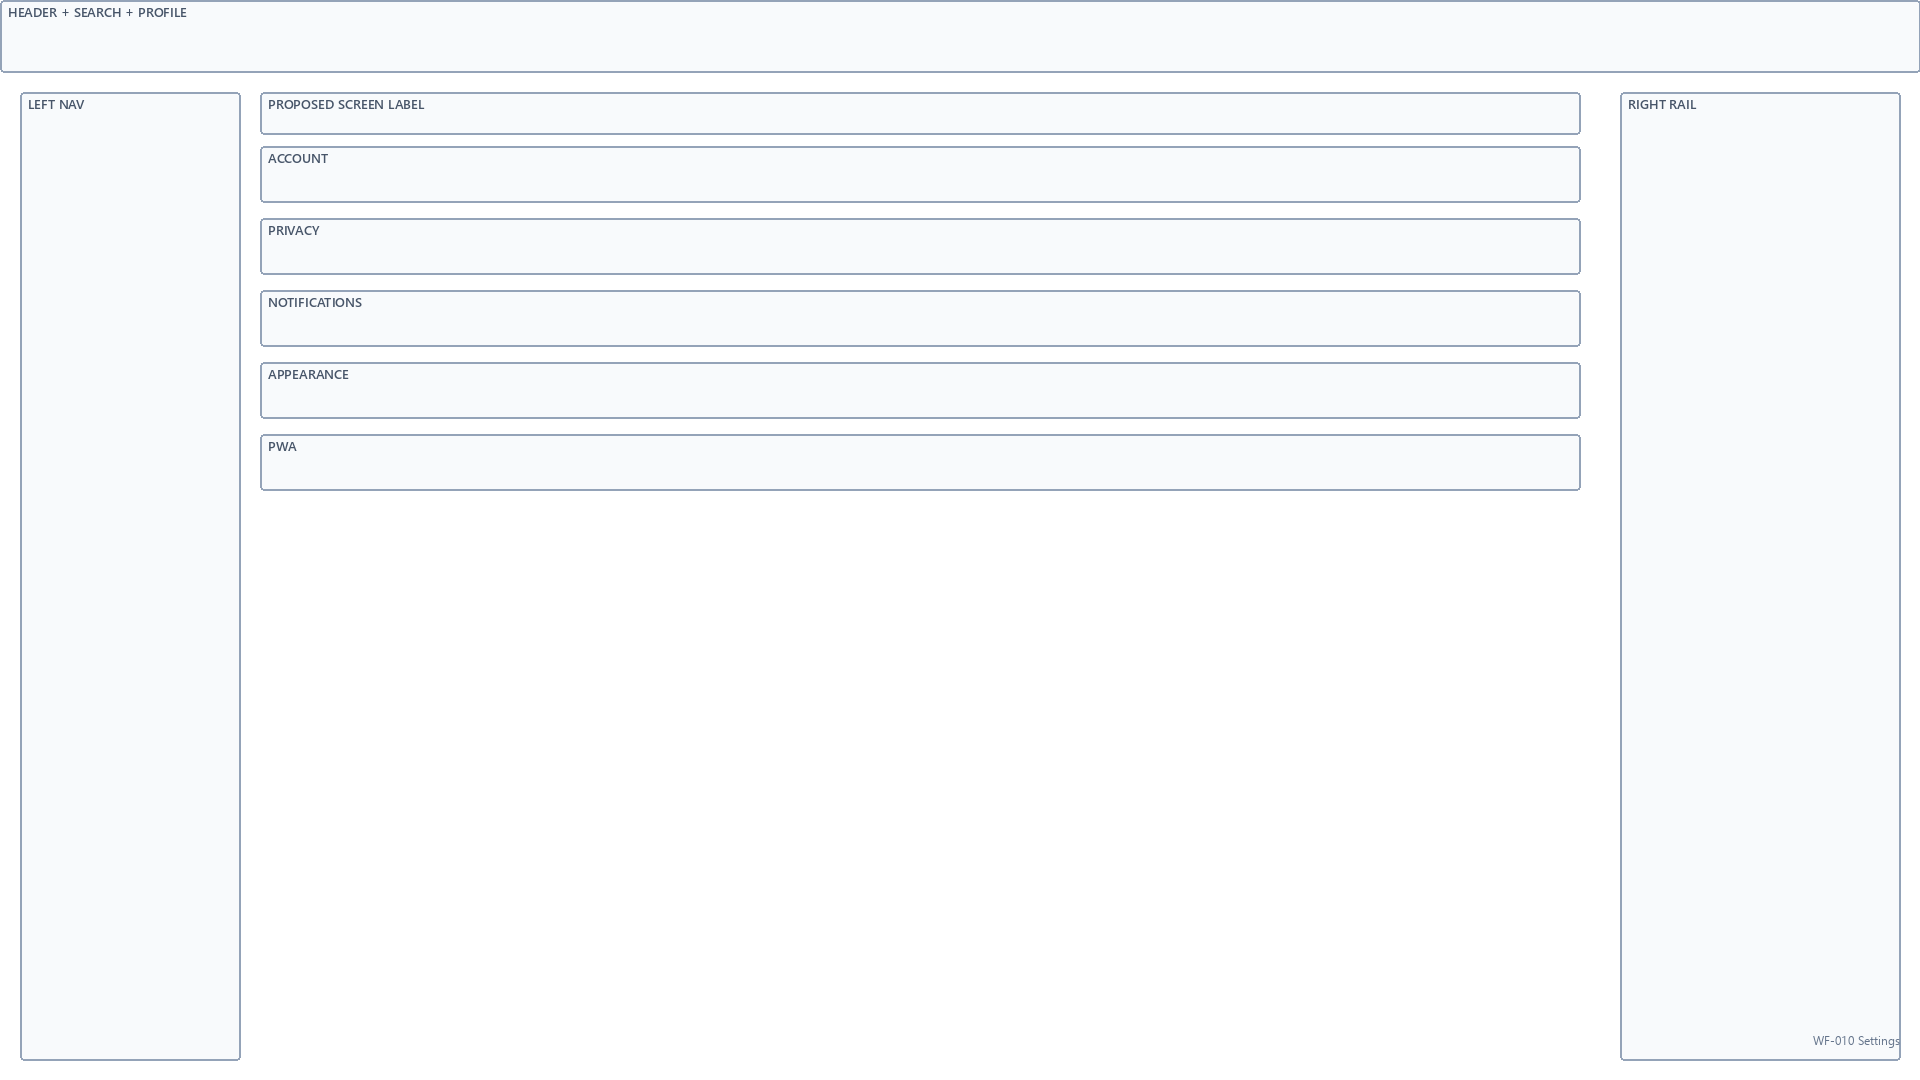 HEADER + SEARCH + PROFILE
LEFT NAV
PROPOSED SCREEN LABEL
ACCOUNT
PRIVACY
NOTIFICATIONS
APPEARANCE
PWA
RIGHT RAIL
WF-010 Settings